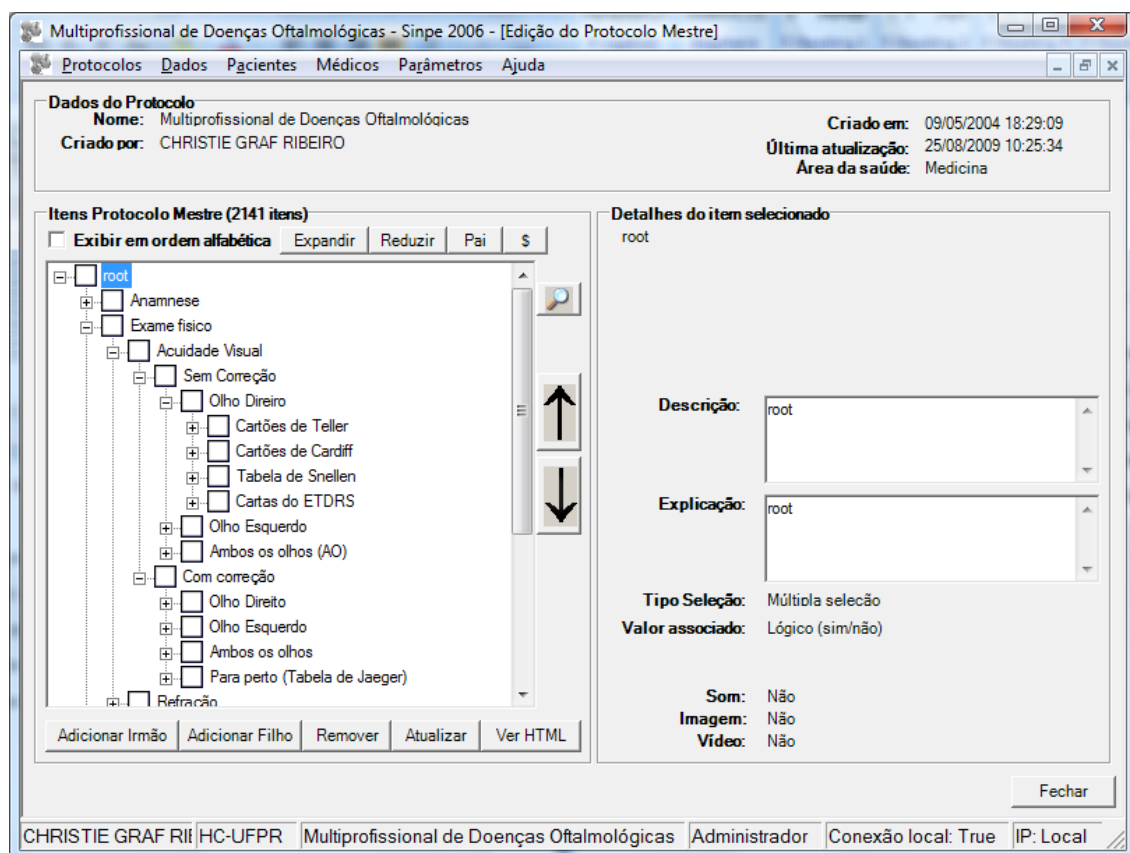 Multiprofissional de Doenças Oftalmológicas - Sinpe 2006 - [Edição do Protocolo Mestre]
Protocolos Dados Pacientes Médicos Parâmetros Ajuda
Dados do Protocolo
Nome: Multiprofissional de Doenças Oftalmológicas
Criado por: CHRISTIE GRAF RIBEIRO
Criado em: 09/05/2004 18:29:09
Última atualização: 25/08/2009 10:25:34
Área da saúde: Medicina
Itens Protocolo Mestre (2141 itens)
Exibir em ordem alfabética Expandir Reduzir Pai $
root
Anamnese
Exame fisico
Acuidade Visual
Sem Correção
Olho Direiro
Cartões de Teller
Cartões de Cardiff
Tabela de Snellen
Cartas do ETDRS
Olho Esquerdo
Ambos os olhos (AO)
Com correção
Olho Direito
Olho Esquerdo
Ambos os olhos
Para perto (Tabela de Jaeger)
Refração
Adicionar Irmão Adicionar Filho Remover Atualizar Ver HTML
Detalhes do item selecionado
root
Descrição: root
Explicação: root
Tipo Seleção: Múltipla seleção
Valor associado: Lógico (sim/não)
Som: Não
Imagem: Não
Vídeo: Não
Fechar
CHRISTIE GRAF RIE HC-UFPR Multiprofissional de Doenças Oftalmológicas Administrador Conexão local: True IP: Local